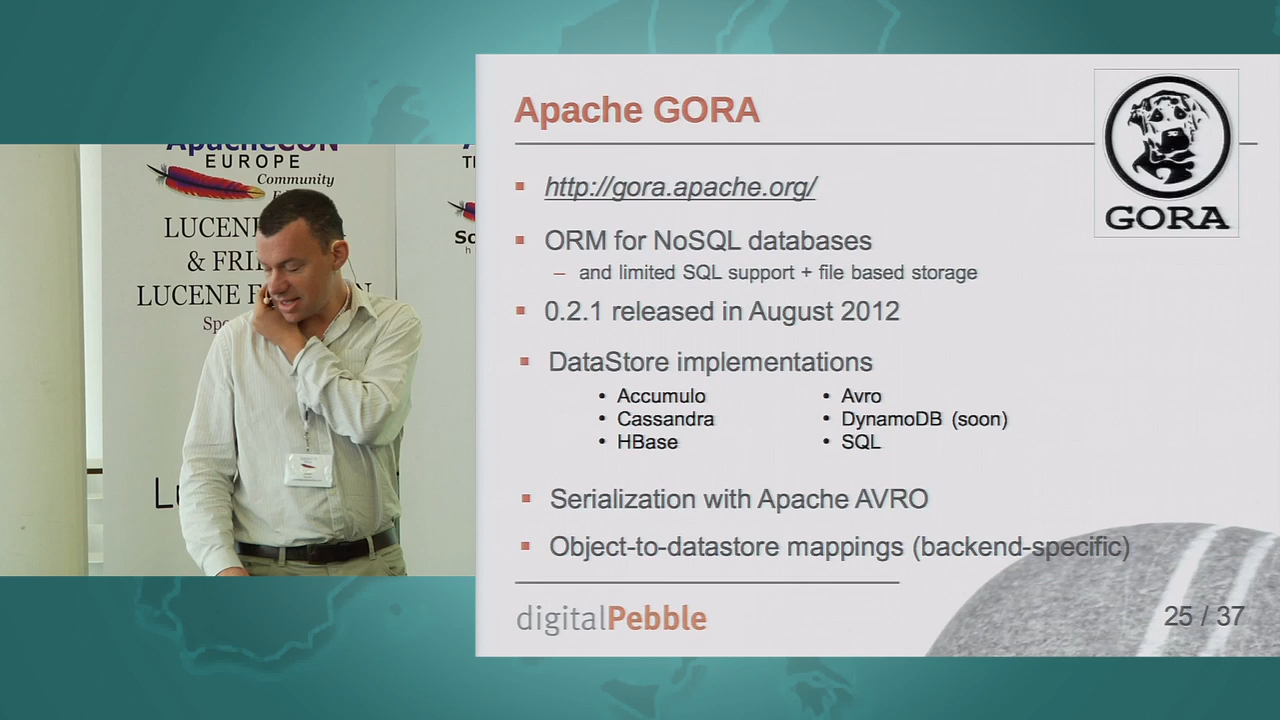 ApacheCON
EUROPE
Community
LUCENE
& FRI
LUCENE
Apache GORA
GORA
http://gora.apache.org/
ORM for NoSQL databases
– and limited SQL support + file based storage
0.2.1 released in August 2012
DataStore implementations
• Accumulo
• Cassandra
• HBase
• Avro
• DynamoDB (soon)
• SQL
Serialization with Apache AVRO
Object-to-datastore mappings (backend-specific)
digitalPebble
25 / 37